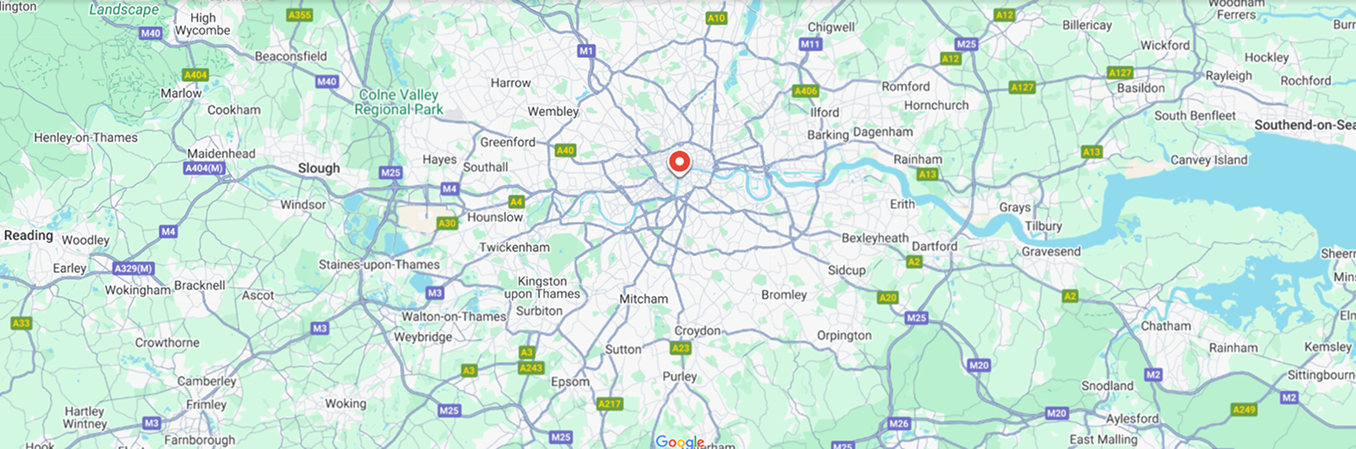 lington
Landscape
High
Wycombe
M40
A355
Beaconsfield
M40
A404
Marlow
Cookham
Colne Valley
Regional Park
Henley-on-Thames
Maidenhead
A404(M)
Slough
Windsor
M25
Hayes
Southall
M4
A30
Hounslow
A4
Greenford
A40
Harrow
Wembley
M1
A10
Chigwell
M11
A406
Ilford
Barking
Dagenham
Romford
Hornchurch
M25
A12
A12
A127
Billericay
Woodham
Ferrers
Burn
Wickford
Hockley
A127
Rayleigh
Rochford
Basildon
South Benfleet
Southend-on-Sea
A13
Canvey Island
Rainham
A13
Erith
Grays
Tilbury
Reading
Woodley
M4
Earley
A329(M)
Wokingham
Bracknell
Ascot
A33
Staines-upon-Thames
Twickenham
M3
Kingston
upon Thames
Surbiton
Walton-on-Thames
Weybridge
M3
Crowthorne
Camberley
Frimley
Hartley
Wintney
M3
Hook
Farnborough
Woking
M25
A3
A3
A243
Epsom
A217
M25
Mitcham
Sutton
Croydon
A23
Purley
Google
erham
Bromley
Bexleyheath
Dartford
A2
Sidcup
A20
M25
Orpington
Gravesend
A2
Chatham
Rainham
Sheern
Mins
Elm
Kemsley
Sittingbourne
M20
M2
Snodland
M20
Aylesford
A249
M2
East Malling
M26
M25